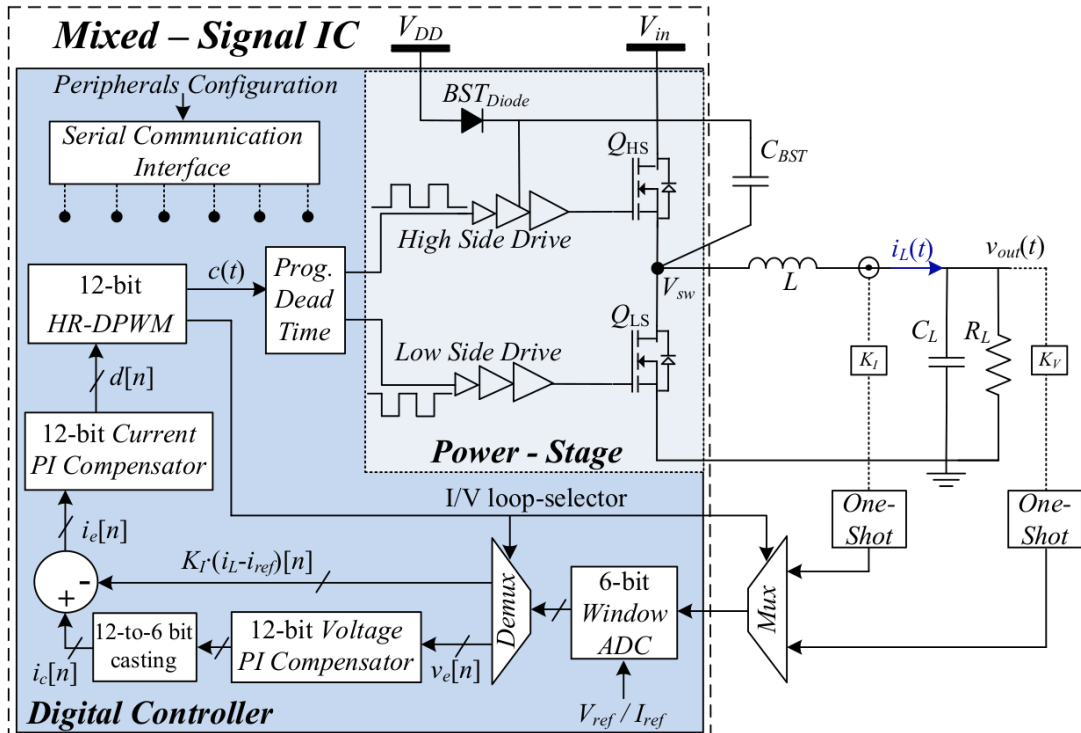 Mixed – Signal IC
V_DD
V_in
Peripherals Configuration
BST_Diode
Serial Communication
Interface
Q_HS
C_BST
High Side Drive
c(t)
Prog.
Dead
Time
12-bit
HR-DPWM
V_sw
L
i_L(t)
v_out(t)
Q_LS
C_L
R_L
K_I
K_V
Low Side Drive
d[n]
12-bit Current
PI Compensator
Power - Stage
I/V loop-selector
One-
Shot
One-
Shot
i_e[n]
K_I·(i_L-i_ref)[n]
-
+
Demux
6-bit
Window
ADC
Mux
12-to-6 bit
casting
12-bit Voltage
PI Compensator
i_c[n]
v_e[n]
V_ref / I_ref
Digital Controller